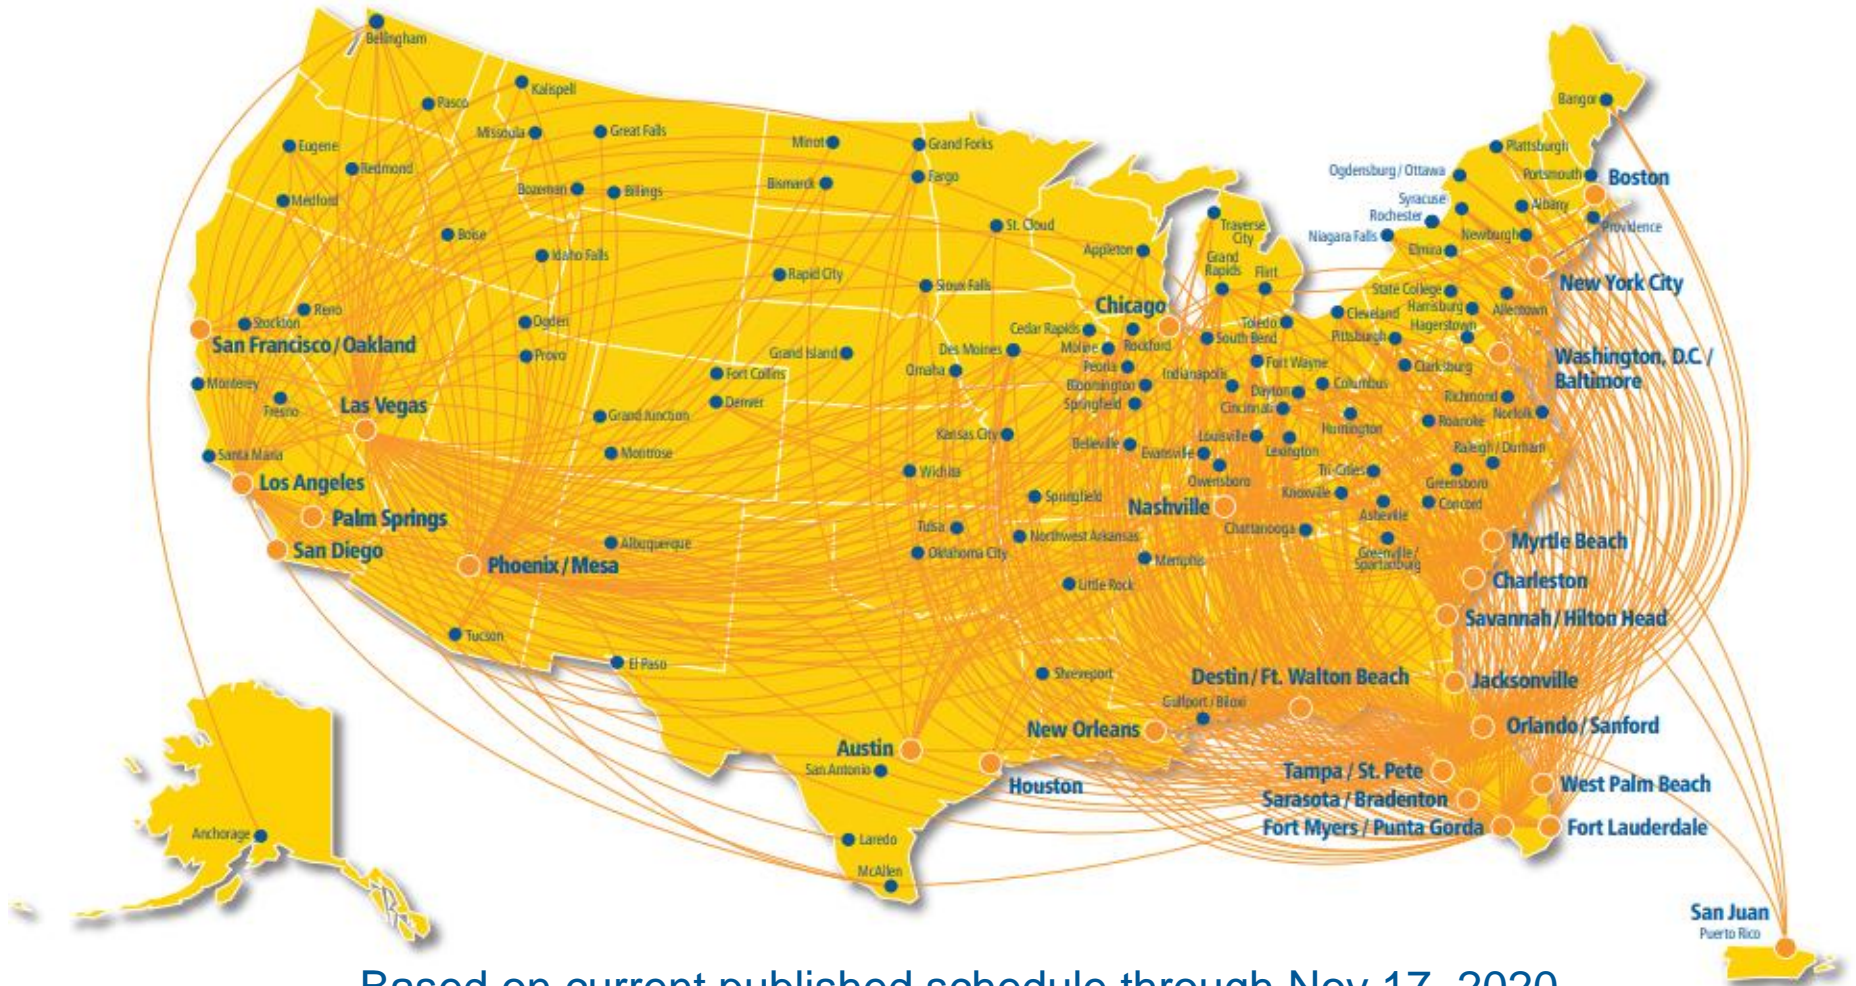 Bellingham
Kalispell
Pasco
Missoula
Great Falls
Minot
Grand Forks
Bangor
Eugene
Plattsburgh
Redmond
Ogdensburg / Ottawa
Portsmouth
Boston
Bozeman
Billings
Bismarck
Fargo
Medford
Syracuse
Albany
Rochester
Traverse
City
St. Cloud
Providence
Boise
Niagara Falls
Newburgh
Appleton
Elmira
Idaho Falls
Grand
Rapids
Flint
Rapid City
Sioux Falls
New York City
State College
Chicago
Harrisburg
Allentown
Reno
Cleveland
Stockton
Ogden
Toledo
Hagerstown
Cedar Rapids
San Francisco / Oakland
Pittsburgh
South Bend
Moline
Rockford
Des Moines
Grand Island
Provo
Washington, D.C. /
Baltimore
Fort Wayne
Clarksburg
Peoria
Omaha
Indianapolis
Fort Collins
Monterey
Bloomington
Columbus
Dayton
Richmond
Fresno
Las Vegas
Denver
Springfield
Cincinnati
Norfolk
Grand Junction
Roanoke
Huntington
Kansas City
Belleville
Louisville
Lexington
Raleigh / Durham
Santa Maria
Montrose
Evansville
Wichita
Owensboro
Tri-Cities
Greensboro
Los Angeles
Springfield
Knoxville
Concord
Nashville
Asheville
Palm Springs
Tulsa
Northwest Arkansas
Chattanooga
Myrtle Beach
San Diego
Albuquerque
Oklahoma City
Memphis
Greenville /
Spartanburg
Phoenix / Mesa
Little Rock
Charleston
Savannah / Hilton Head
Tucson
El Paso
Shreveport
Destin / Ft. Walton Beach
Jacksonville
Gulfport / Biloxi
New Orleans
Orlando / Sanford
Austin
San Antonio
Houston
Tampa / St. Pete
West Palm Beach
Sarasota / Bradenton
Fort Myers / Punta Gorda
Fort Lauderdale
Anchorage
Laredo
McAllen
San Juan
Puerto Rico
Based on current published schedule through Nov 17, 2020